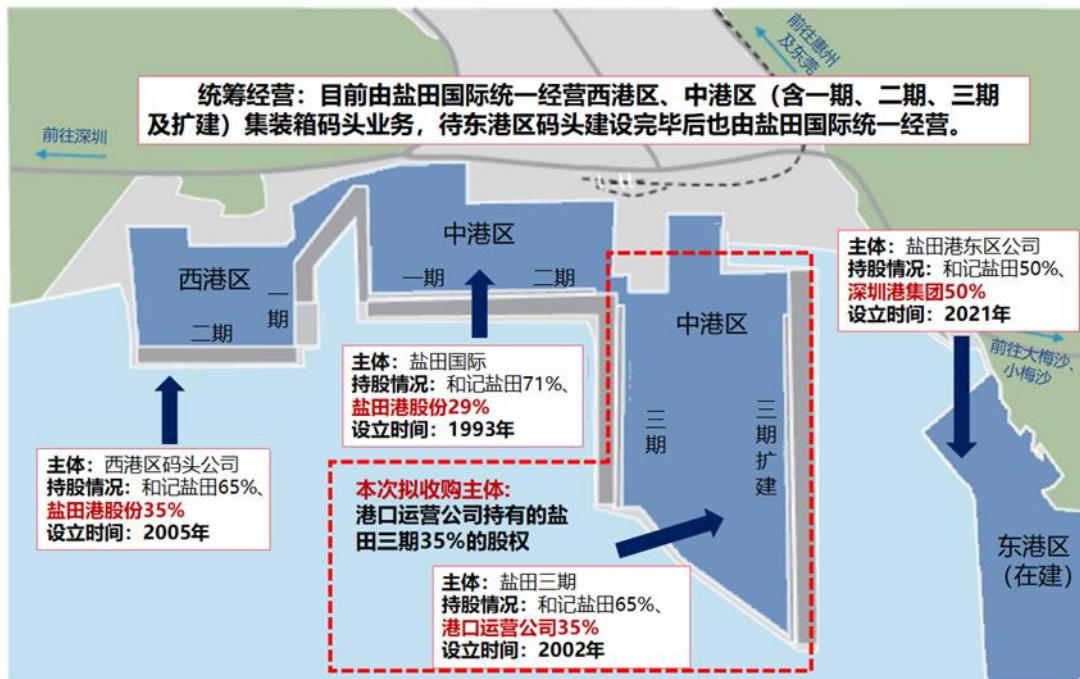 前往惠州
及东莞
统筹经营：目前由盐田国际统一经营西港区、中港区（含一期、二期、三期
及扩建）集装箱码头业务，待东港区码头建设完毕后也由盐田国际统一经营。
前往深圳
西港区
一期
二期
中港区
一期
二期
中港区
三期
三期扩建
主体：盐田港东区公司
持股情况：和记盐田50%、
深圳港集团50%
设立时间：2021年
前往大梅沙、
小梅沙
主体：盐田国际
持股情况：和记盐田71%、
盐田港股份29%
设立时间：1993年
主体：西港区码头公司
持股情况：和记盐田65%、
盐田港股份35%
设立时间：2005年
本次拟收购主体:
港口运营公司持有的盐
田三期35%的股权
主体：盐田三期
持股情况：和记盐田65%、
港口运营公司35%
设立时间：2002年
东港区
（在建）